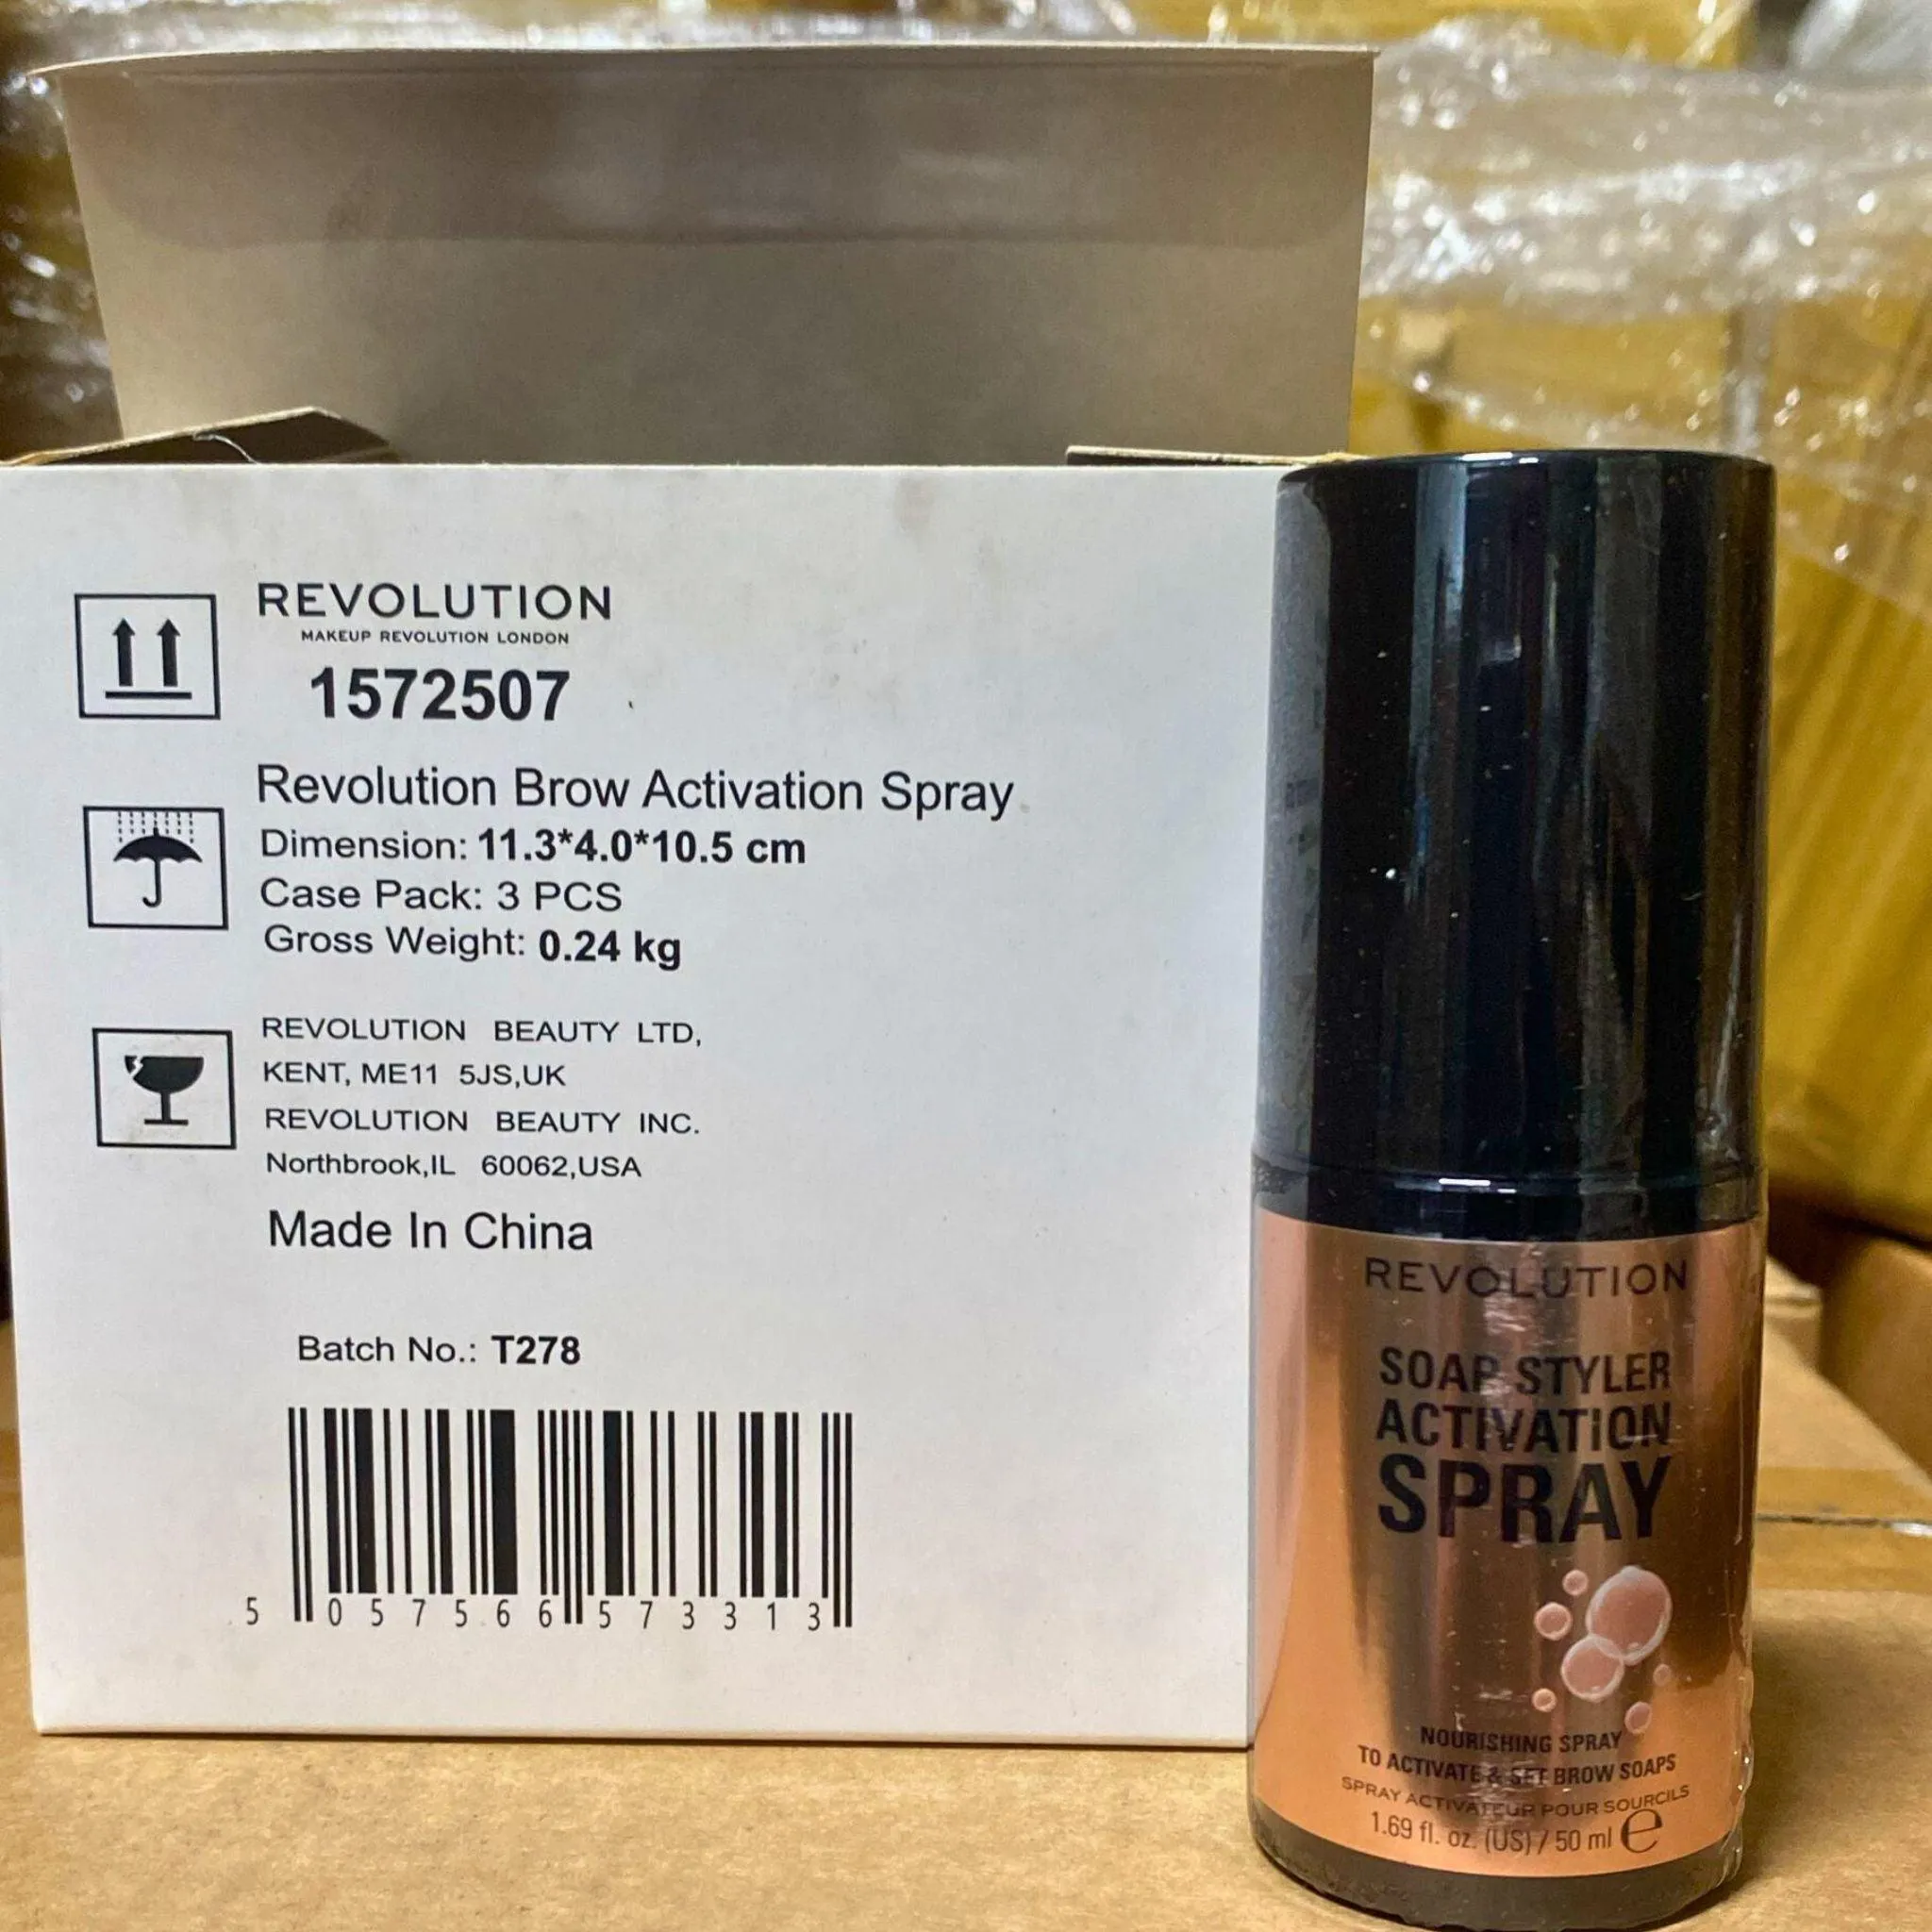 REVOLUTION
MAKEUP REVOLUTION LONDON
1572507
Revolution Brow Activation Spray
Dimension: 11.3*4.0*10.5 cm
Case Pack: 3 PCS
Gross Weight: 0.24 kg
REVOLUTION BEAUTY LTD,
KENT, ME11 5JS,UK
REVOLUTION BEAUTY INC.
Northbrook,IL 60062,USA
Made In China
Batch No.: T278
5 057566 573313
REVOLUTION
SOAP STYLER
ACTIVATION
SPRAY
NOURISHING SPRAY
TO ACTIVATE & SET BROW SOAPS
SPRAY ACTIVATEUR POUR SOURCILS
1.69 fl. oz. (US) / 50 ml ℮